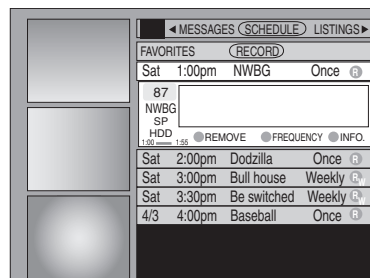 ◄MESSAGES SCHEDULE LISTINGS►
FAVORITES RECORD
Sat 1:00pm NWBG Once R
87
NWBG
SP
HDD
1:00 1:55 REMOVE FREQUENCY INFO.
Sat 2:00pm Dodzilla Once R
Sat 3:00pm Bull house Weekly RW
Sat 3:30pm Be switched Weekly RW
4/3 4:00pm Baseball Once R